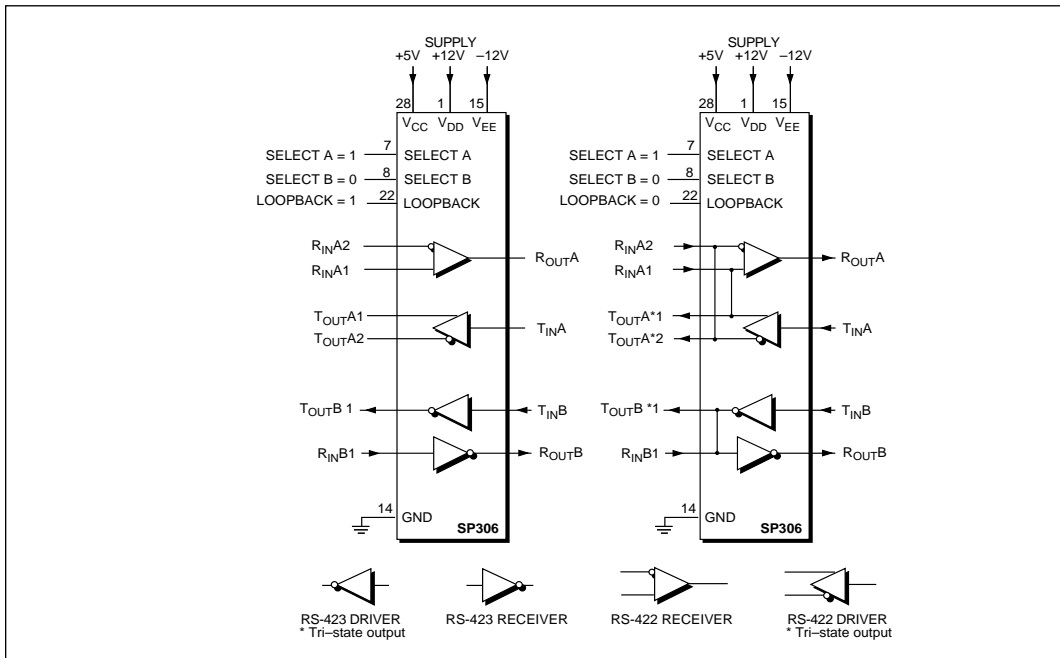 SUPPLY
+5V +12V –12V
28 1 15
VCC VDD VEE
SELECT A = 1 7 SELECT A
SELECT B = 0 8 SELECT B
LOOPBACK = 1 22 LOOPBACK
RINA2
RINA1
ROUTA
TOUTA1
TOUTA2
TINA
TOUTB 1
TINB
RINB1
ROUTB
14 GND
SP306
SUPPLY
+5V +12V –12V
28 1 15
VCC VDD VEE
SELECT A = 1 7 SELECT A
SELECT B = 0 8 SELECT B
LOOPBACK = 0 22 LOOPBACK
RINA2
RINA1
ROUTA
TOUTA*1
TOUTA*2
TINA
TOUTB *1
TINB
RINB1
ROUTB
14 GND
SP306
RS-423 DRIVER
* Tri–state output
RS-423 RECEIVER
RS-422 RECEIVER
RS-422 DRIVER
* Tri–state output